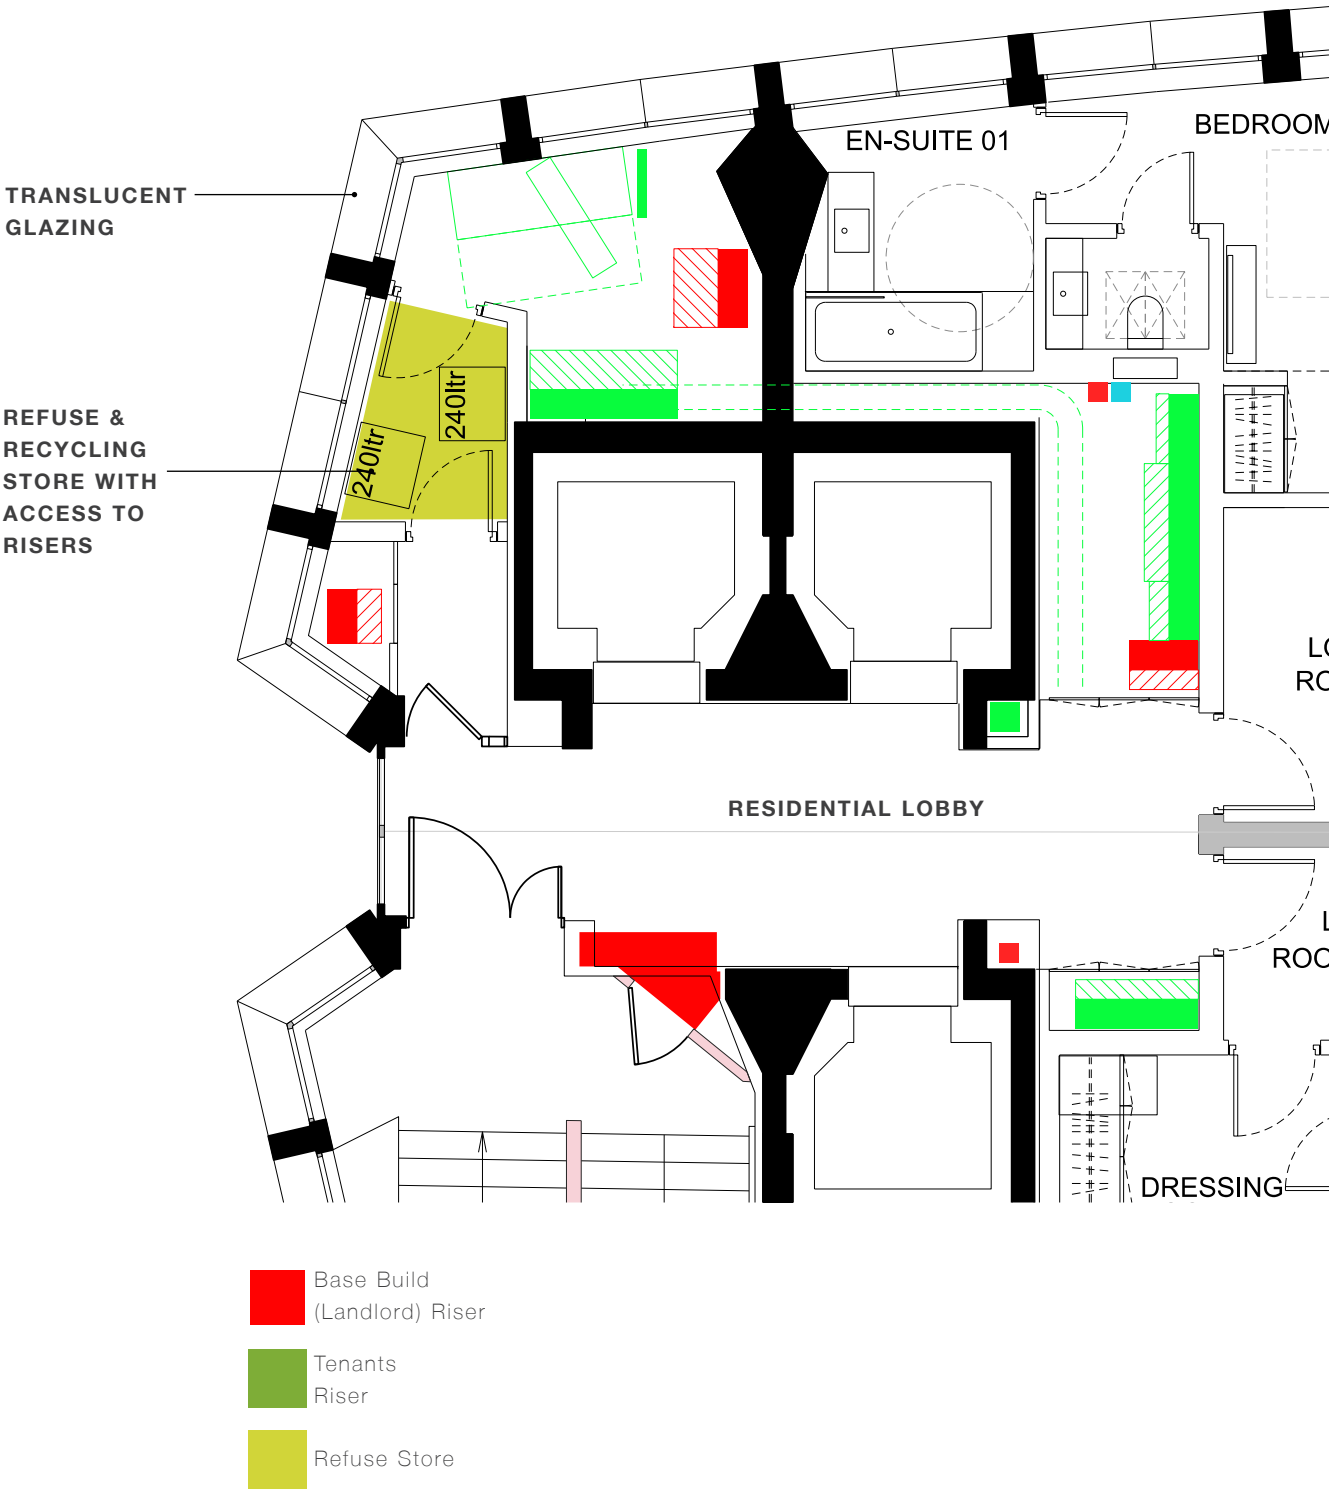 EN-SUITE 01
BEDROOM
TRANSLUCENT
GLAZING
REFUSE &
RECYCLING
STORE WITH
ACCESS TO
RISERS
240ltr
240ltr
RESIDENTIAL LOBBY
DRESSING
Base Build
(Landlord) Riser
Tenants
Riser
Refuse Store